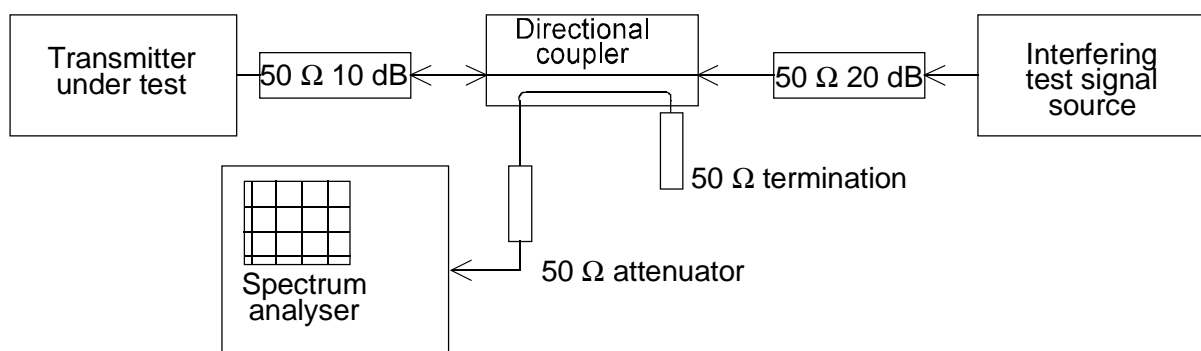 Transmitter
under test
50 Ω 10 dB
Directional
coupler
50 Ω 20 dB
Interfering
test signal
source
50 Ω termination
50 Ω attenuator
Spectrum
analyser